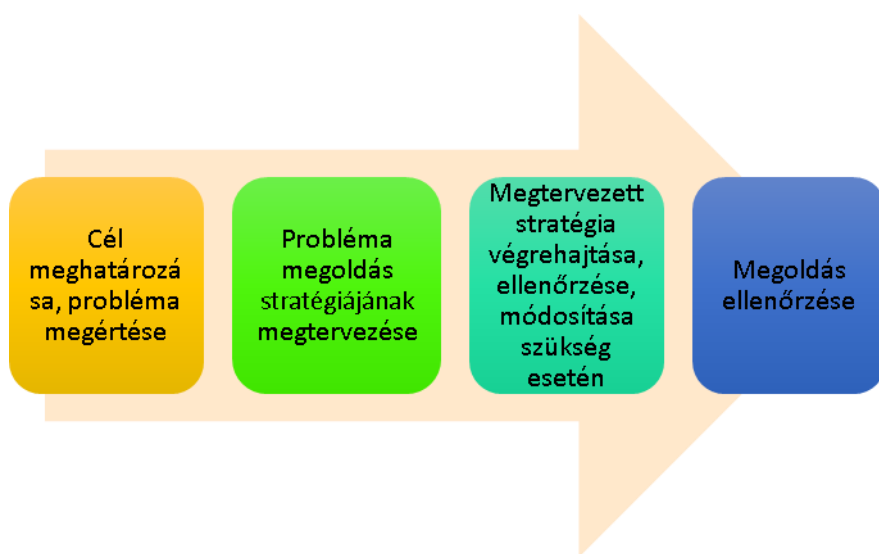 Cél
meghatározá
sa, probléma
megértése
Probléma
megoldás
stratégiájának
megtervezése
Megtervezett
stratégia
végrehajtása,
ellenőrzése,
módosítása
szükség
esetén
Megoldás
ellenőrzése